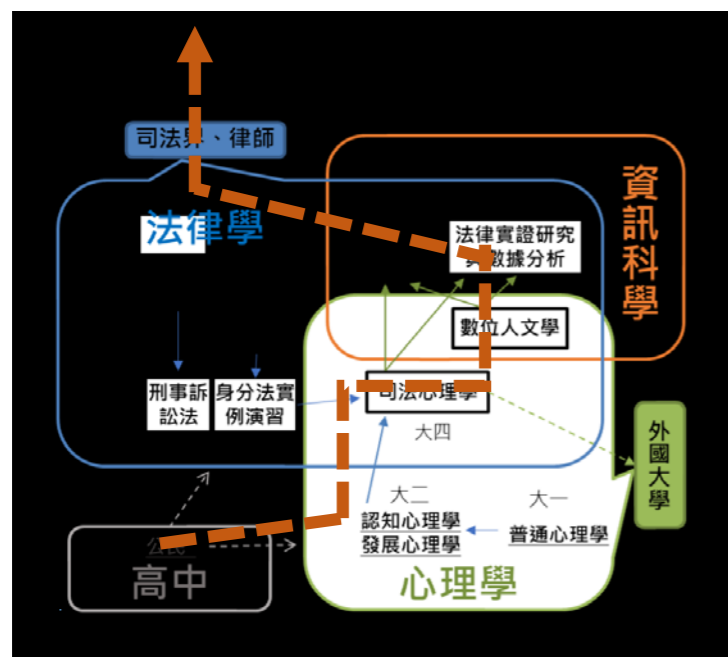 司法界、律師
資訊科學
法律學
法律實證研究
與數據分析
數位人文學
刑事訴
訟法
身分法實
例演習
司法心理學
大四
外國大學
大二
認知心理學
發展心理學
大一
普通心理學
公民
高中
心理學